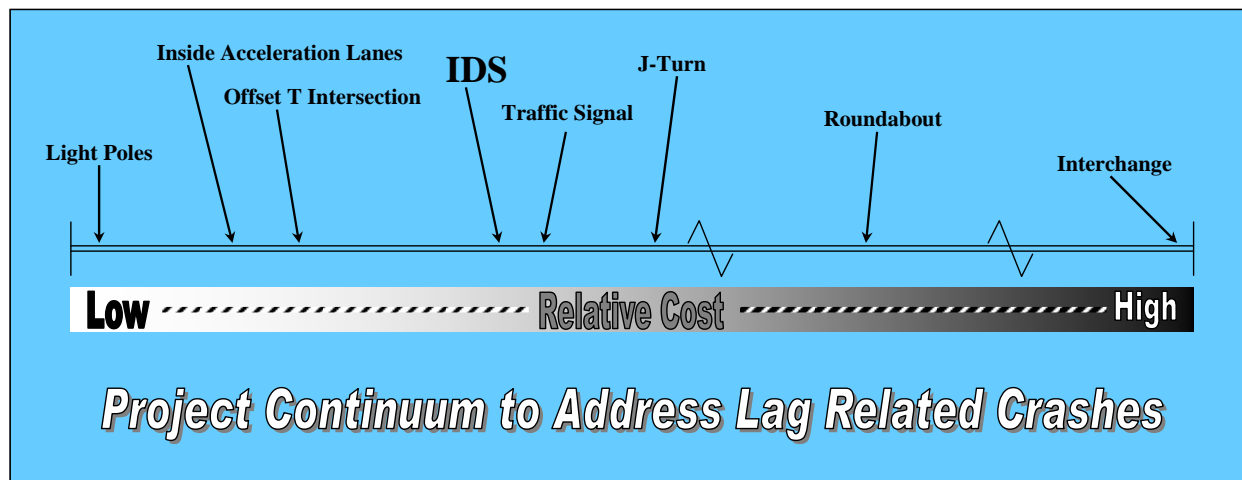 Inside Acceleration Lanes
IDS
J-Turn
Offset T Intersection
Traffic Signal
Roundabout
Light Poles
Interchange
Low
Relative Cost
High
Project Continuum to Address Lag Related Crashes